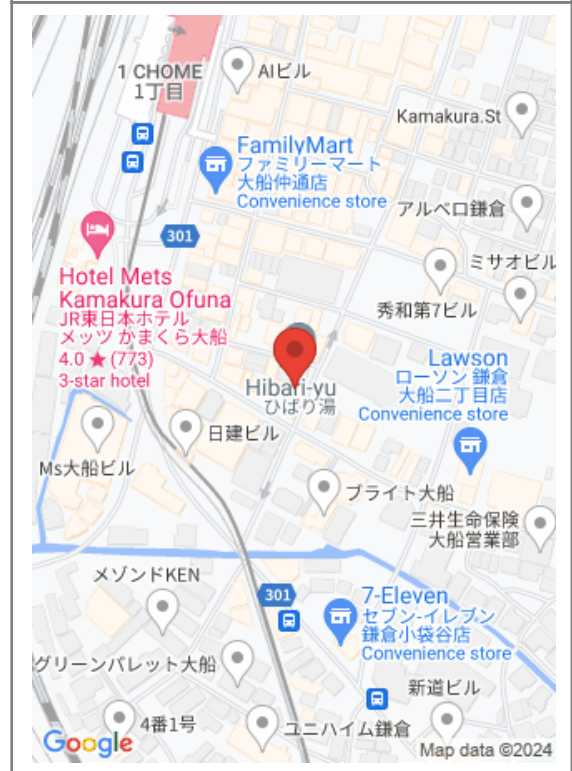 1 CHOME
1丁目
AIビル
Kamakura.St
FamilyMart
ファミリーマート
大船仲通店
Convenience store
アルベロ鎌倉
301
ミサオビル
Hotel Mets
Kamakura Ofuna
JR東日本ホテル
メッツ かまくら大船
4.0 ★ (773)
3-star hotel
秀和第7ビル
Lawson
ローソン 鎌倉
大船二丁目店
Convenience store
Hibari-yu
ひばり湯
日建ビル
Ms大船ビル
ブライト大船
三井生命保険
大船営業部
メゾンドKEN
301
7-Eleven
セブン-イレブン
鎌倉小袋谷店
Convenience store
グリーンパレット大船
新道ビル
4番1号
ユニハイム鎌倉
Google
Map data ©2024